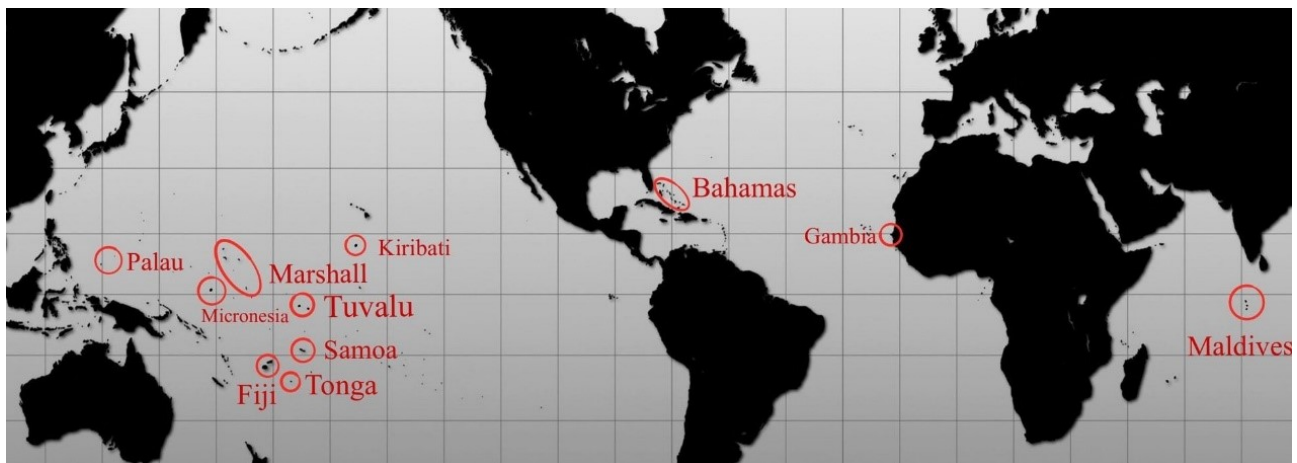 Bahamas
Gambia
Kiribati
Palau
Marshall
Tuvalu
Micronesia
Maldives
Samoa
Fiji
Tonga